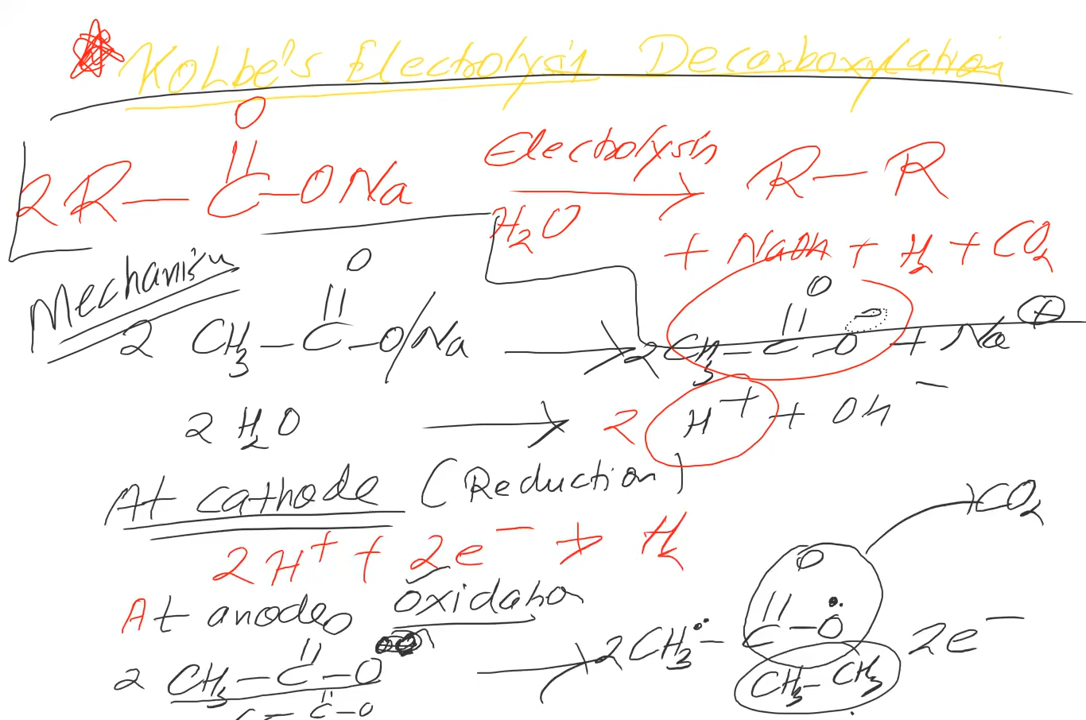 Kolbe's Electrolysis Decarboxylation
O
2R—C—ONa Electrolysis H2O R—R
+ NaOH + H2 + CO2
Mechanism
O O
2 CH3—C—O/Na → 2CH3—C—O⊖ + Na⊕
2 H2O → 2 H+ + OH−
At cathode (Reduction)
2H+ + 2e− → H2
CO2
At anode oxidation
O
2 CH3—C—O → 2CH3—C—O 2e−
CH3—CH3
C—O